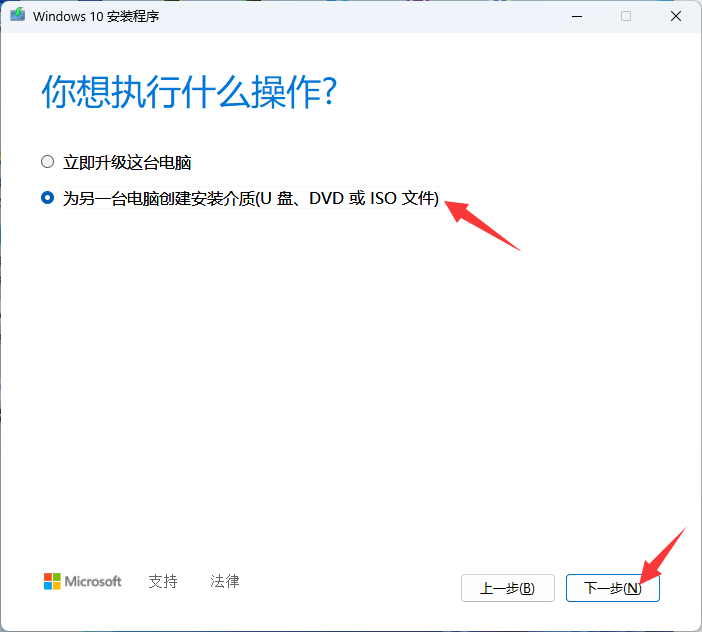 Windows 10 安装程序
你想执行什么操作?
立即升级这台电脑
为另一台电脑创建安装介质(U 盘、DVD 或 ISO 文件)
Microsoft 支持 法律 上一步(B) 下一步(N)